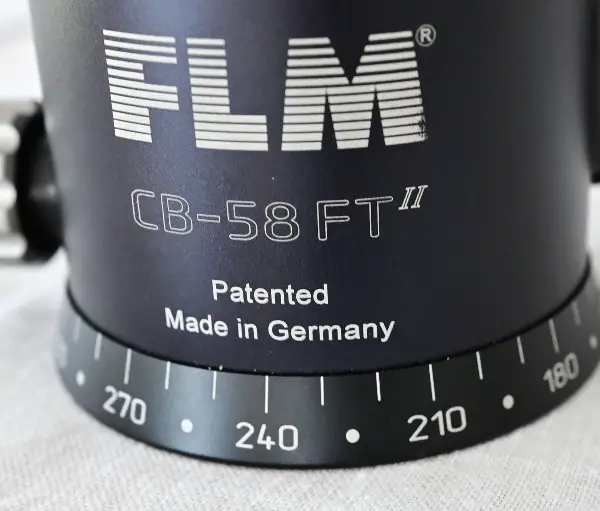 FLM®
CB-58 FT II
Patented
Made in Germany
270 • 240 • 210 • 180